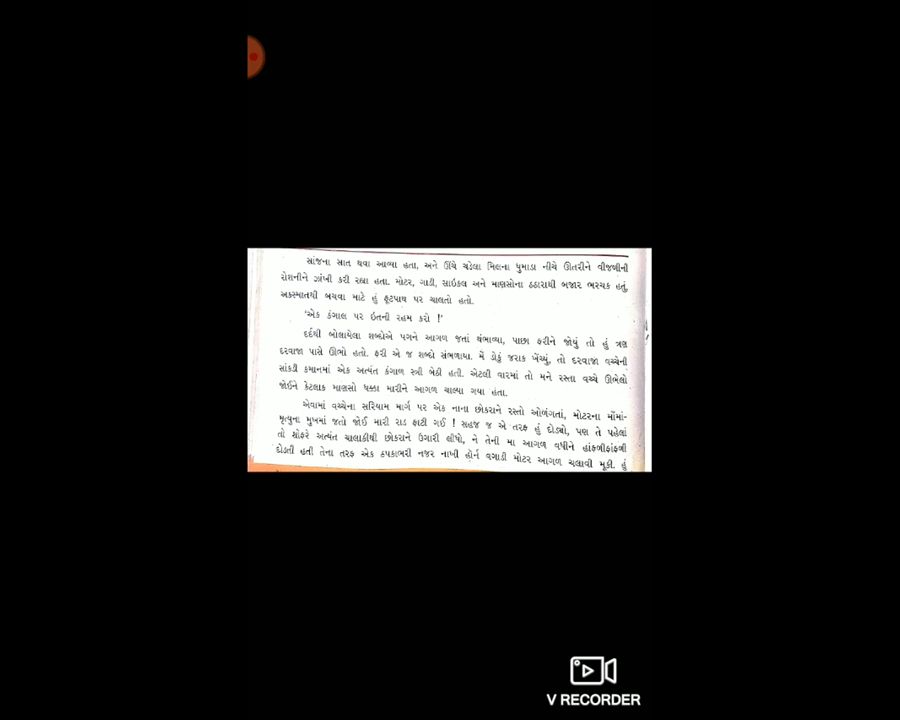 સાંજના સાત થવા આવ્યા હતા, અને ઊંચે ચડેલા મિલના ધુમાડા નીચે ઊતરીને વીજળીની
રોશનીને ઝાંખી કરી રહ્યા હતા. મોટર, ગાડી, સાઇકલ અને માણસોના ઠઠારાથી બજાર ભરચક હતું,
અકસ્માતથી બચવા માટે હું ફૂટપાથ પર ચાલતો હતો.
'એક કંગાલ પર ઇતની રહમ કરો !'
દર્દથી બોલાયેલા શબ્દોએ પગને આગળ જતાં થંભાવ્યા, પાછા ફરીને જોયું તો હું ત્રણ
દરવાજા પાસે ઊભો હતો. ફરી એ જ શબ્દો સંભળાયા. મેં ડોકું જરાક ખેંચ્યું, તો દરવાજા વચ્ચેની
સાંકડી કમાનમાં એક અત્યંત કંગાળ સ્ત્રી બેઠી હતી. એટલી વારમાં તો મને રસ્તા વચ્ચે ઊભેલો
જોઈને કેટલાક માણસો ધક્કા મારીને આગળ ચાલ્યા ગયા હતા.
એવામાં વચ્ચેના સરિયામ માર્ગ પર એક નાના છોકરાને રસ્તો ઓળંગતાં, મોટરના મોંમાં-
મૃત્યુના મુખમાં જતો જોઈ મારી રાડ ફાટી ગઈ ! સહજ જ એ તરફ હું દોડ્યો, પણ તે પહેલાં
તો શોફરે અત્યંત ચાલાકીથી છોકરાને ઉગારી લીધો, ને તેની મા આગળ વધીને હાંફળીફાંફળી
દોડતી હતી તેના તરફ એક ઠપકાભરી નજર નાખી હોર્ન વગાડી મોટર આગળ ચલાવી મૂકી. હું
V RECORDER